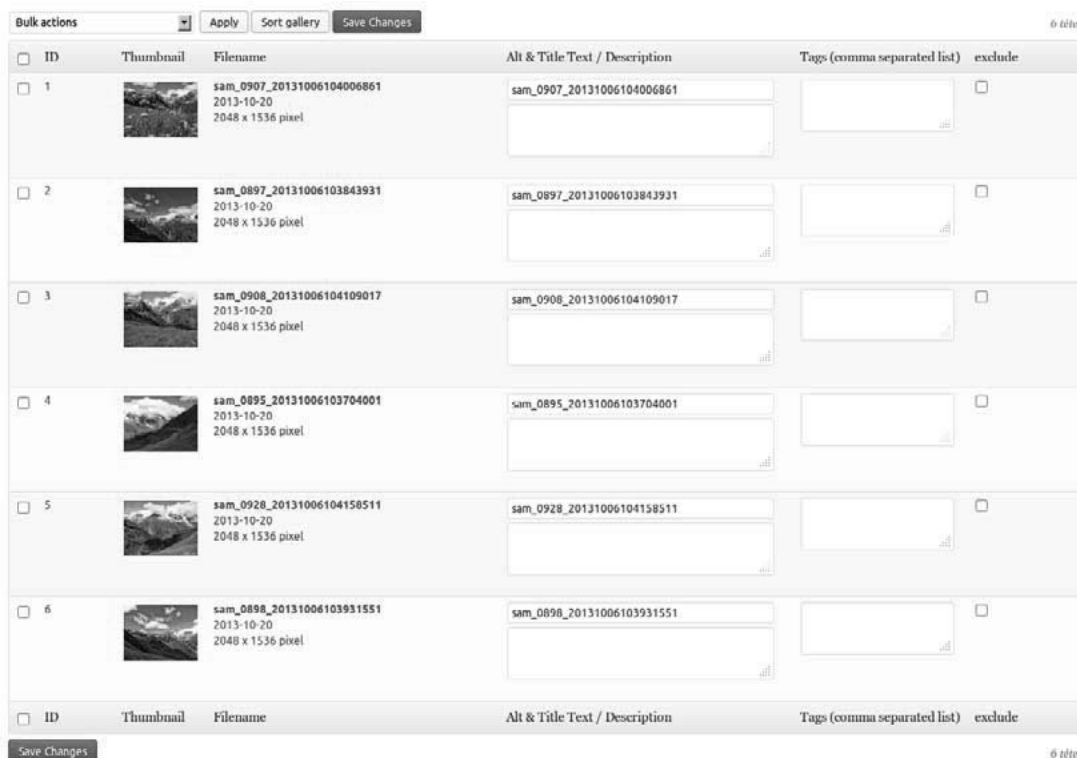 Bulk actions Apply Sort gallery Save Changes 6
ID Thumbnail Filename Alt & Title Text / Description Tags (comma separated list) exclude
1 sam_0907_20131006104006861 sam_0907_20131006104006861
2013-10-20
2048 x 1536 pixel
2 sam_0897_20131006103843931 sam_0897_20131006103843931
2013-10-20
2048 x 1536 pixel
3 sam_0908_20131006104109017 sam_0908_20131006104109017
2013-10-20
2048 x 1536 pixel
4 sam_0895_20131006103704001 sam_0895_20131006103704001
2013-10-20
2048 x 1536 pixel
5 sam_0928_20131006104158511 sam_0928_20131006104158511
2013-10-20
2048 x 1536 pixel
6 sam_0898_20131006103931551 sam_0898_20131006103931551
2013-10-20
2048 x 1536 pixel
ID Thumbnail Filename Alt & Title Text / Description Tags (comma separated list) exclude
Save Changes 6